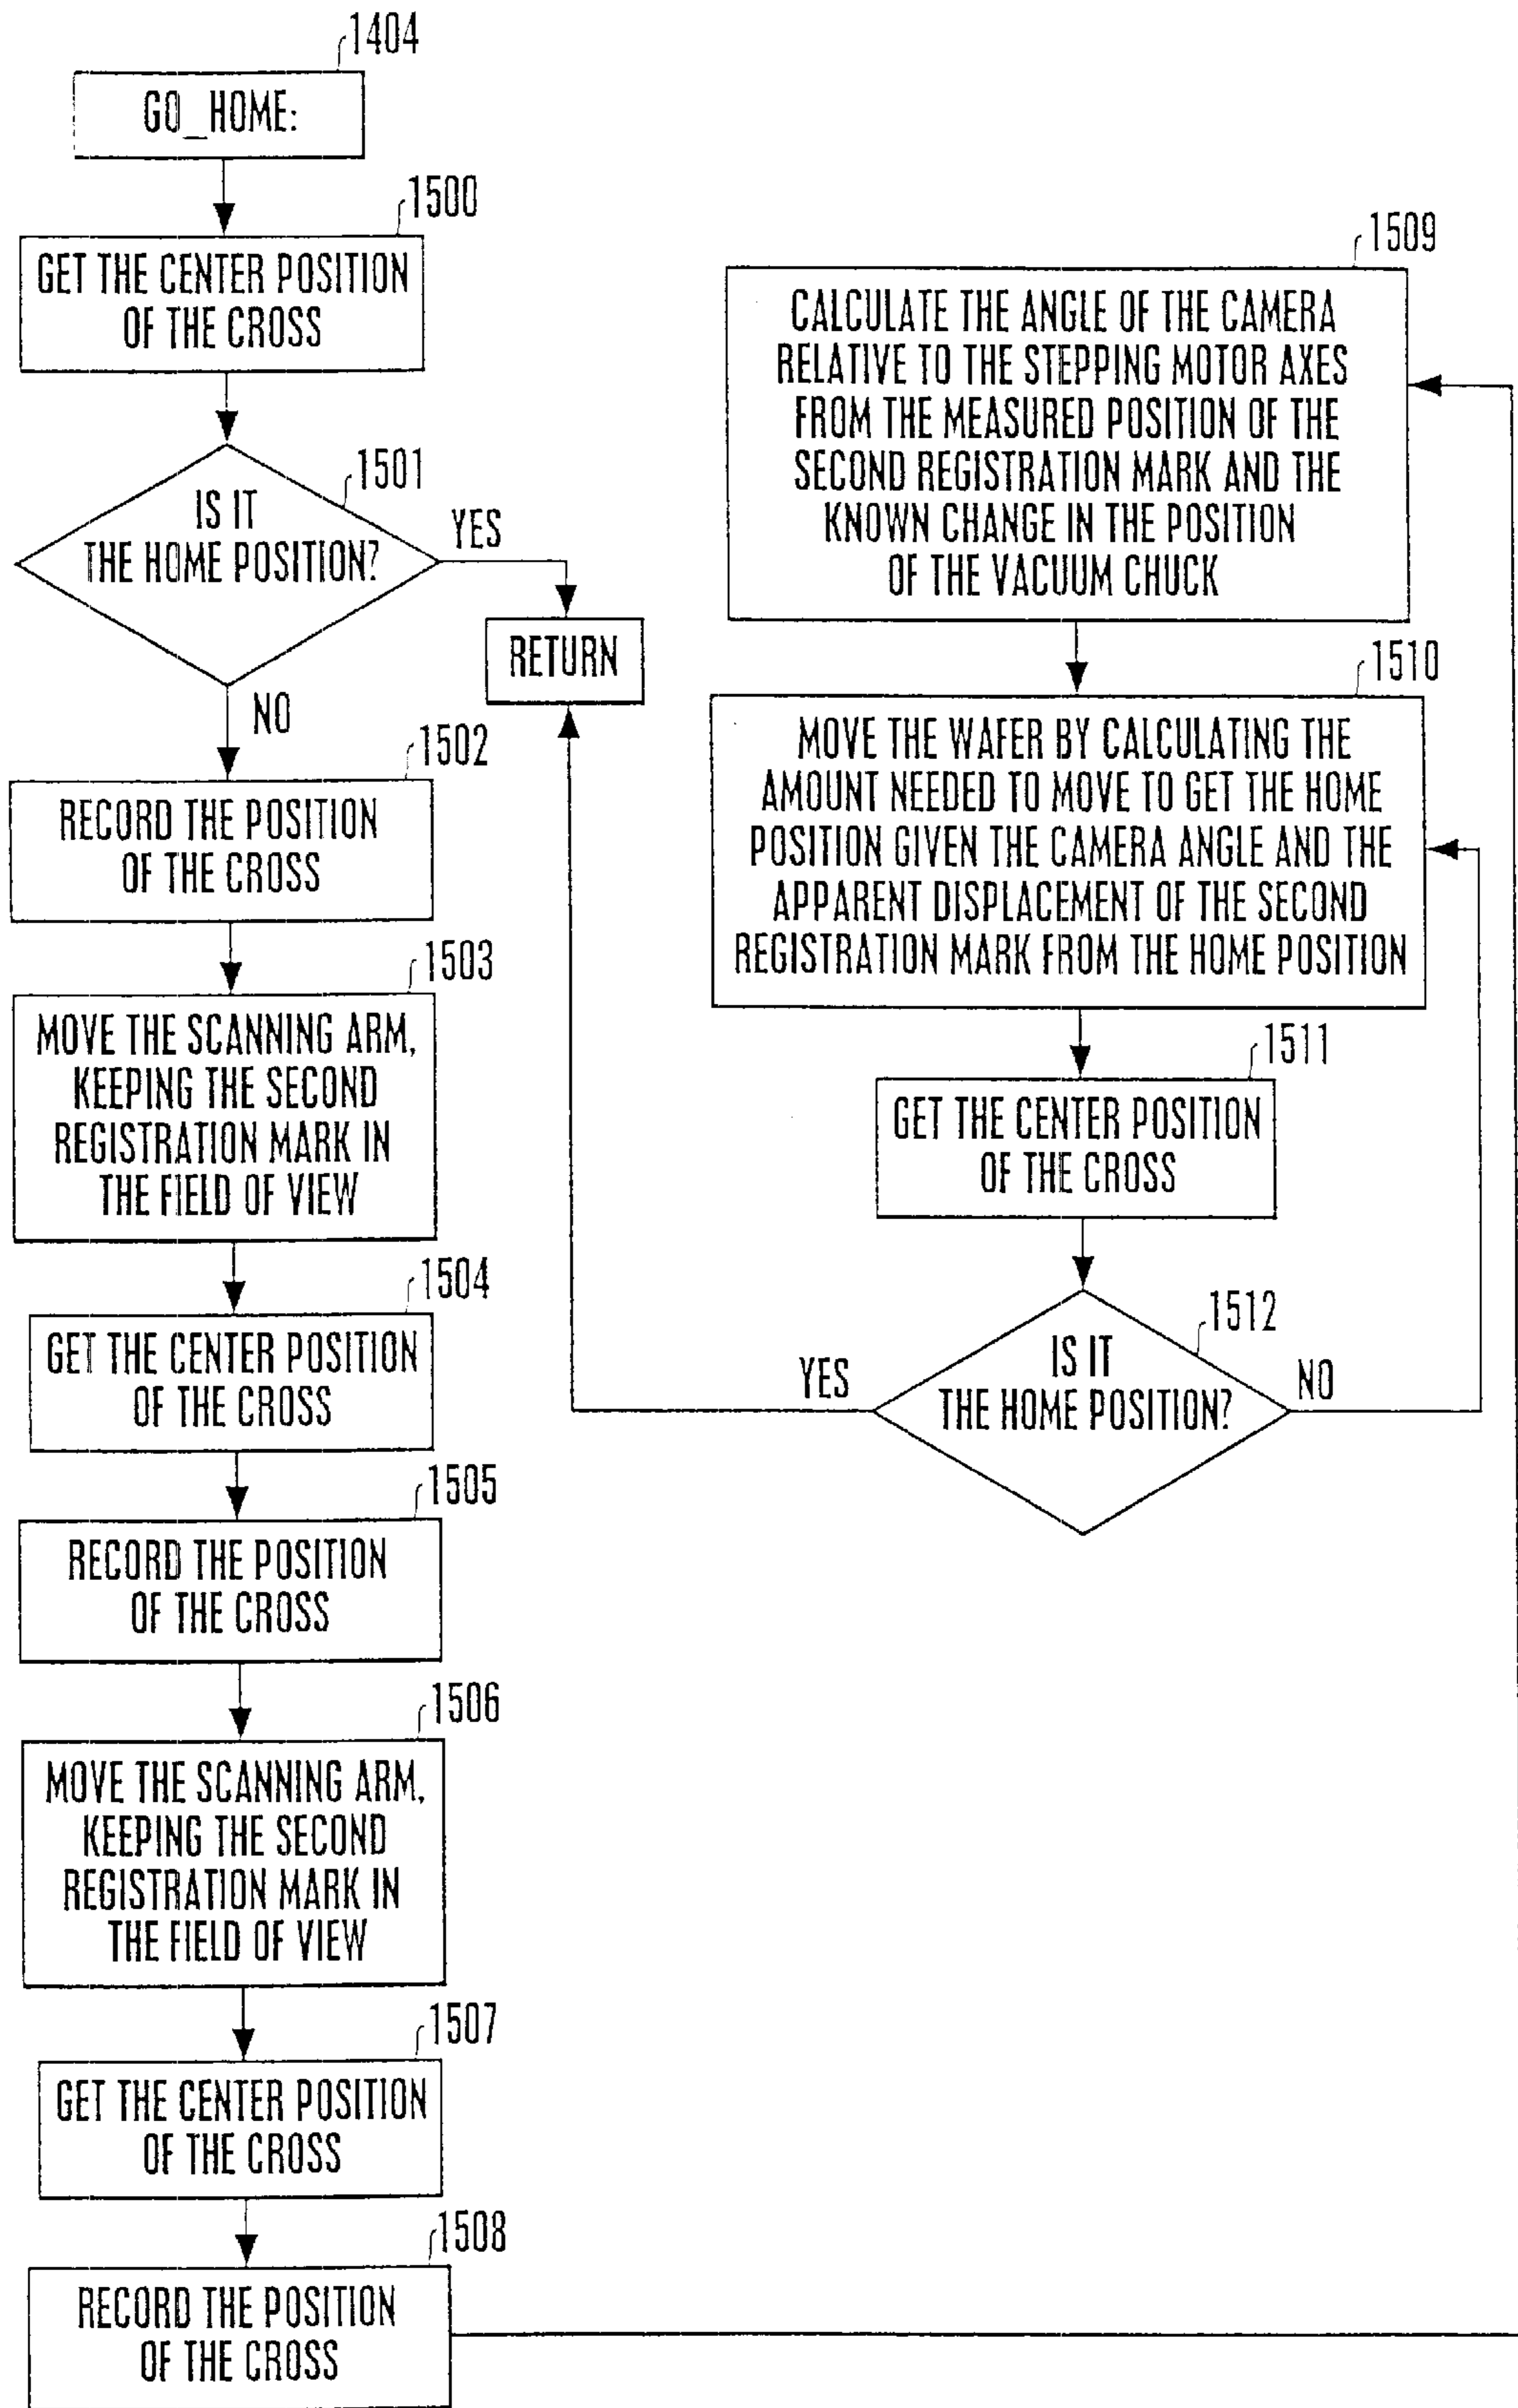 1404
GO_HOME:
1500
GET THE CENTER POSITION
OF THE CROSS
1501
IS IT
THE HOME POSITION?
YES
RETURN
NO
1502
RECORD THE POSITION
OF THE CROSS
1503
MOVE THE SCANNING ARM,
KEEPING THE SECOND
REGISTRATION MARK IN
THE FIELD OF VIEW
1504
GET THE CENTER POSITION
OF THE CROSS
1505
RECORD THE POSITION
OF THE CROSS
1506
MOVE THE SCANNING ARM,
KEEPING THE SECOND
REGISTRATION MARK IN
THE FIELD OF VIEW
1507
GET THE CENTER POSITION
OF THE CROSS
1508
RECORD THE POSITION
OF THE CROSS
1509
CALCULATE THE ANGLE OF THE CAMERA
RELATIVE TO THE STEPPING MOTOR AXES
FROM THE MEASURED POSITION OF THE
SECOND REGISTRATION MARK AND THE
KNOWN CHANGE IN THE POSITION
OF THE VACUUM CHUCK
1510
MOVE THE WAFER BY CALCULATING THE
AMOUNT NEEDED TO MOVE TO GET THE HOME
POSITION GIVEN THE CAMERA ANGLE AND THE
APPARENT DISPLACEMENT OF THE SECOND
REGISTRATION MARK FROM THE HOME POSITION
1511
GET THE CENTER POSITION
OF THE CROSS
1512
IS IT
THE HOME POSITION?
YES
NO